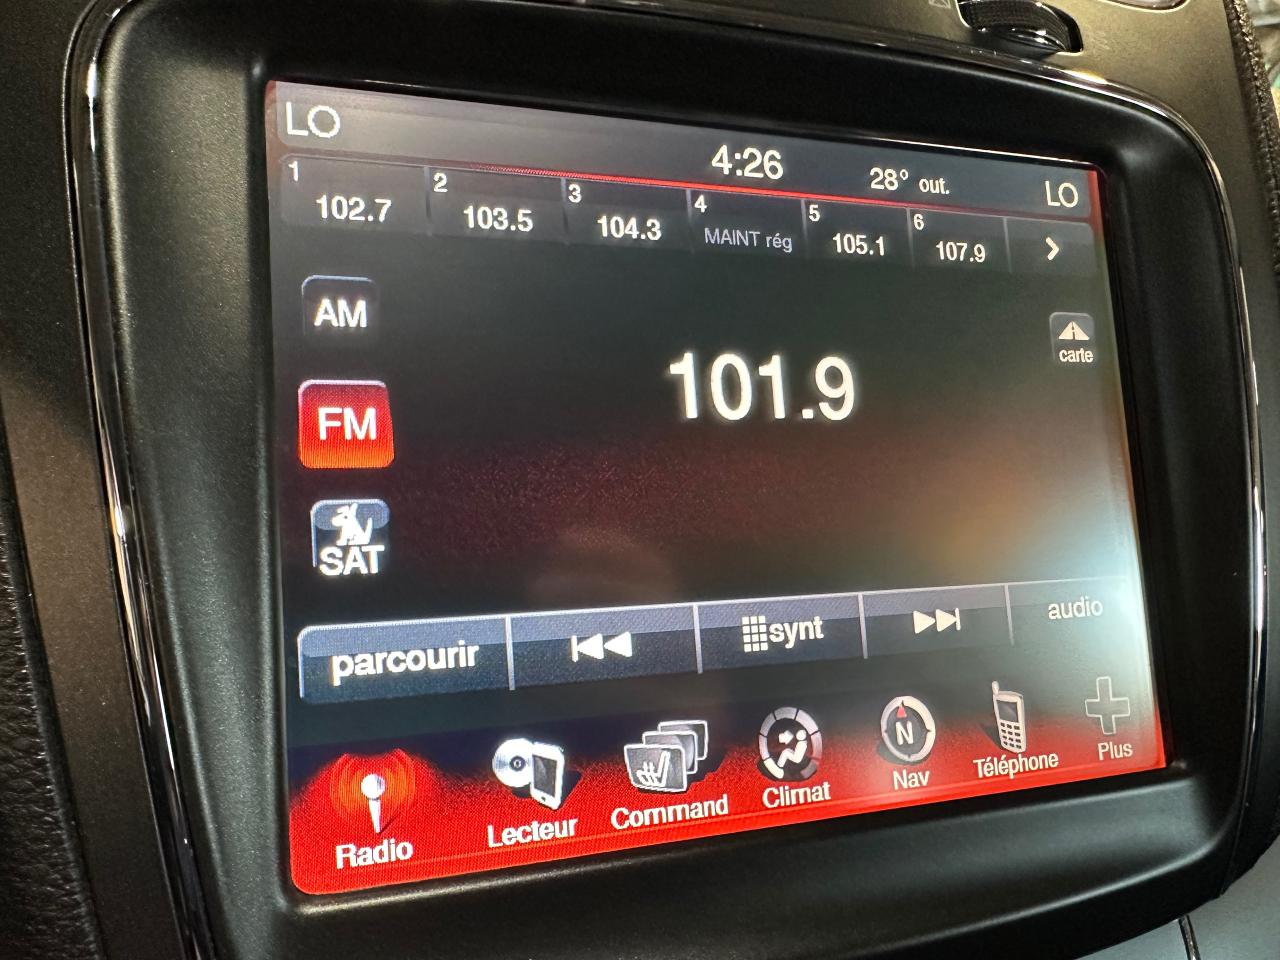 LO
4:26
28° out.
LO
1
102.7
2
103.5
3
104.3
4
MAINT rég
5
105.1
6
107.9
AM
101.9
carte
FM
SAT
parcourir
synt
audio
Radio
Lecteur
Command
Climat
N
Nav
Téléphone
Plus